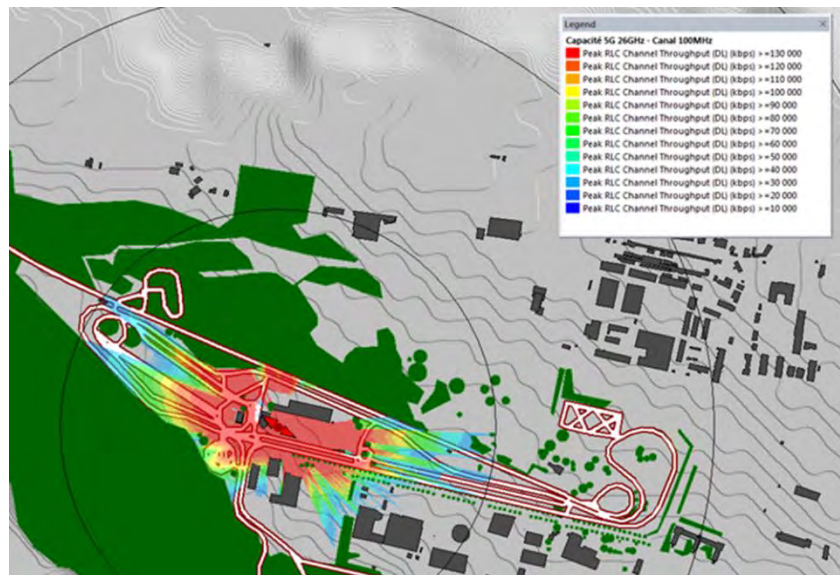 Legend
Capacité 5G 26GHz - Canal 100MHz
Peak RLC Channel Throughput (DL) (kbps) >=130 000
Peak RLC Channel Throughput (DL) (kbps) >=120 000
Peak RLC Channel Throughput (DL) (kbps) >=110 000
Peak RLC Channel Throughput (DL) (kbps) >=100 000
Peak RLC Channel Throughput (DL) (kbps) >=90 000
Peak RLC Channel Throughput (DL) (kbps) >=80 000
Peak RLC Channel Throughput (DL) (kbps) >=70 000
Peak RLC Channel Throughput (DL) (kbps) >=60 000
Peak RLC Channel Throughput (DL) (kbps) >=50 000
Peak RLC Channel Throughput (DL) (kbps) >=40 000
Peak RLC Channel Throughput (DL) (kbps) >=30 000
Peak RLC Channel Throughput (DL) (kbps) >=20 000
Peak RLC Channel Throughput (DL) (kbps) >=10 000